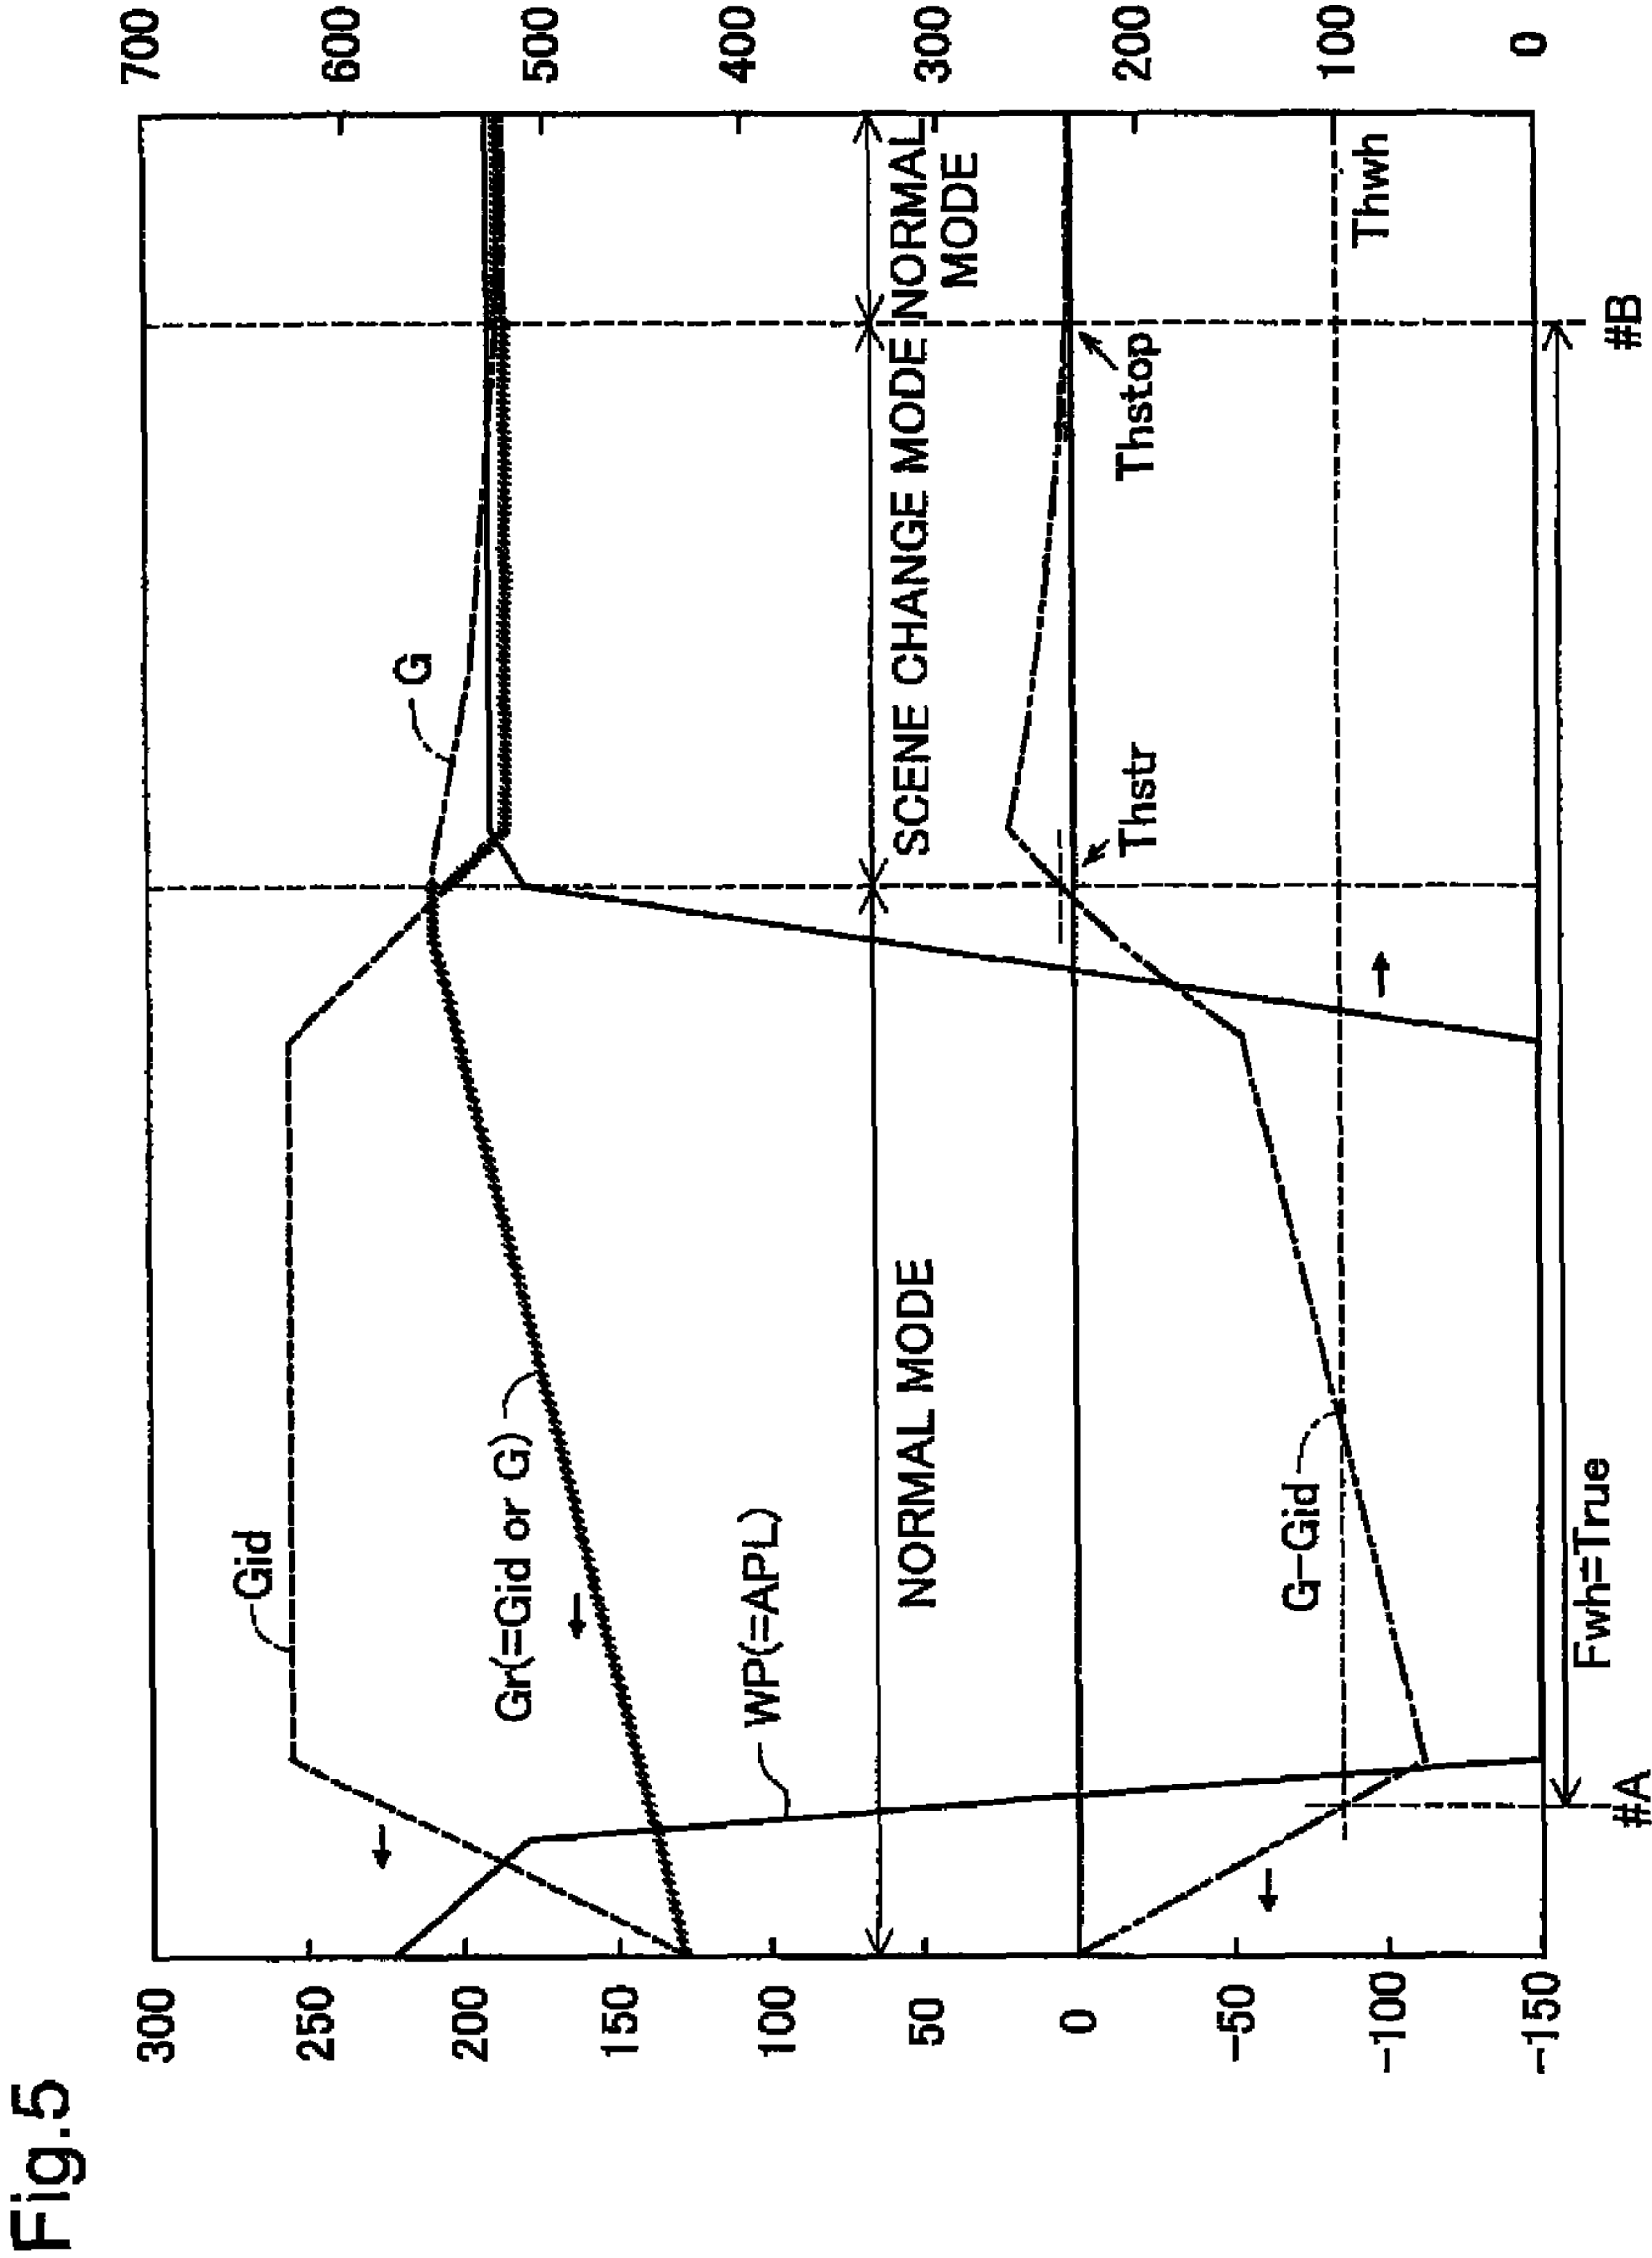 Fig.5
300
250
200
150
100
50
0
-50
-100
-150
700
600
500
400
300
200
100
0
Gid
Gr(=Gid or G)
WP(=APL)
G
NORMAL MODE
SCENE CHANGE MODE
NORMAL
MODE
G-Gid
Thstr
Thstop
Thwh
Fwh=True
#A
#B